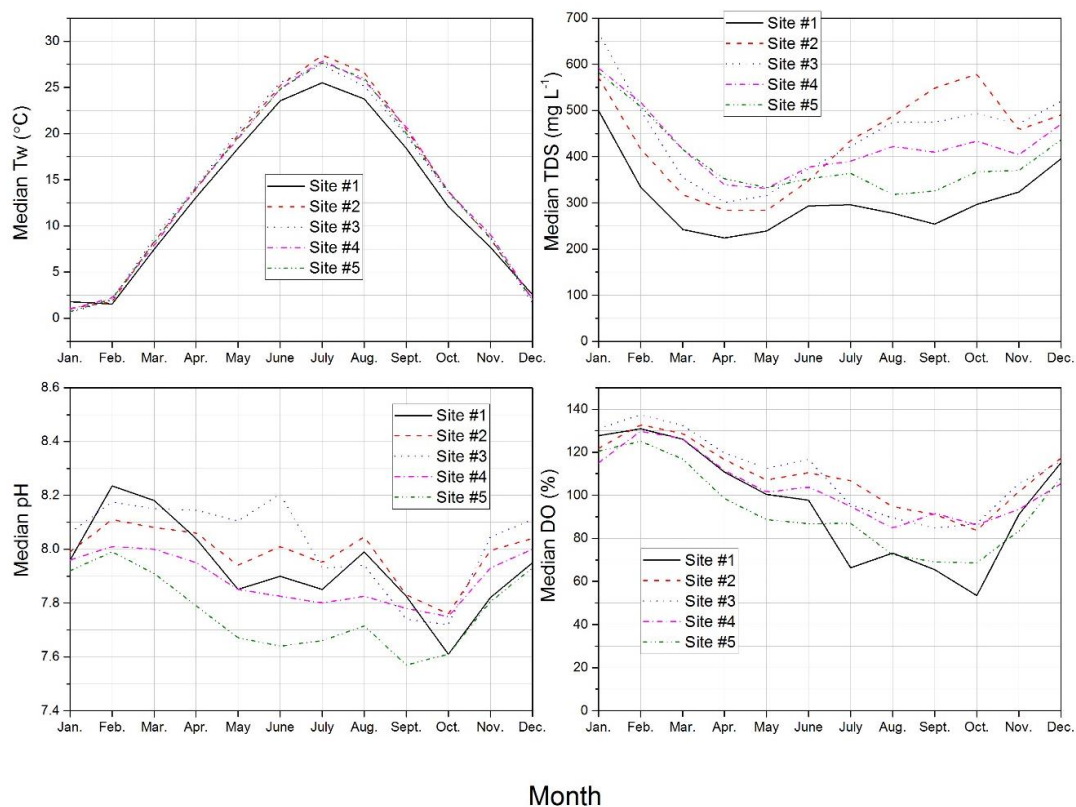 Median Tw (°C)
30
25
20
15
10
5
0
Site #1
Site #2
Site #3
Site #4
Site #5
Jan. Feb. Mar. Apr. May June July Aug. Sept. Oct. Nov. Dec.
Median TDS (mg L⁻¹)
700
600
500
400
300
200
100
0
Site #1
Site #2
Site #3
Site #4
Site #5
Jan. Feb. Mar. Apr. May June July Aug. Sept. Oct. Nov. Dec.
Median pH
8.6
8.4
8.2
8.0
7.8
7.6
7.4
Site #1
Site #2
Site #3
Site #4
Site #5
Jan. Feb. Mar. Apr. May June July Aug. Sept. Oct. Nov. Dec.
Median DO (%)
140
120
100
80
60
40
20
0
Site #1
Site #2
Site #3
Site #4
Site #5
Jan. Feb. Mar. Apr. May June July Aug. Sept. Oct. Nov. Dec.
Month